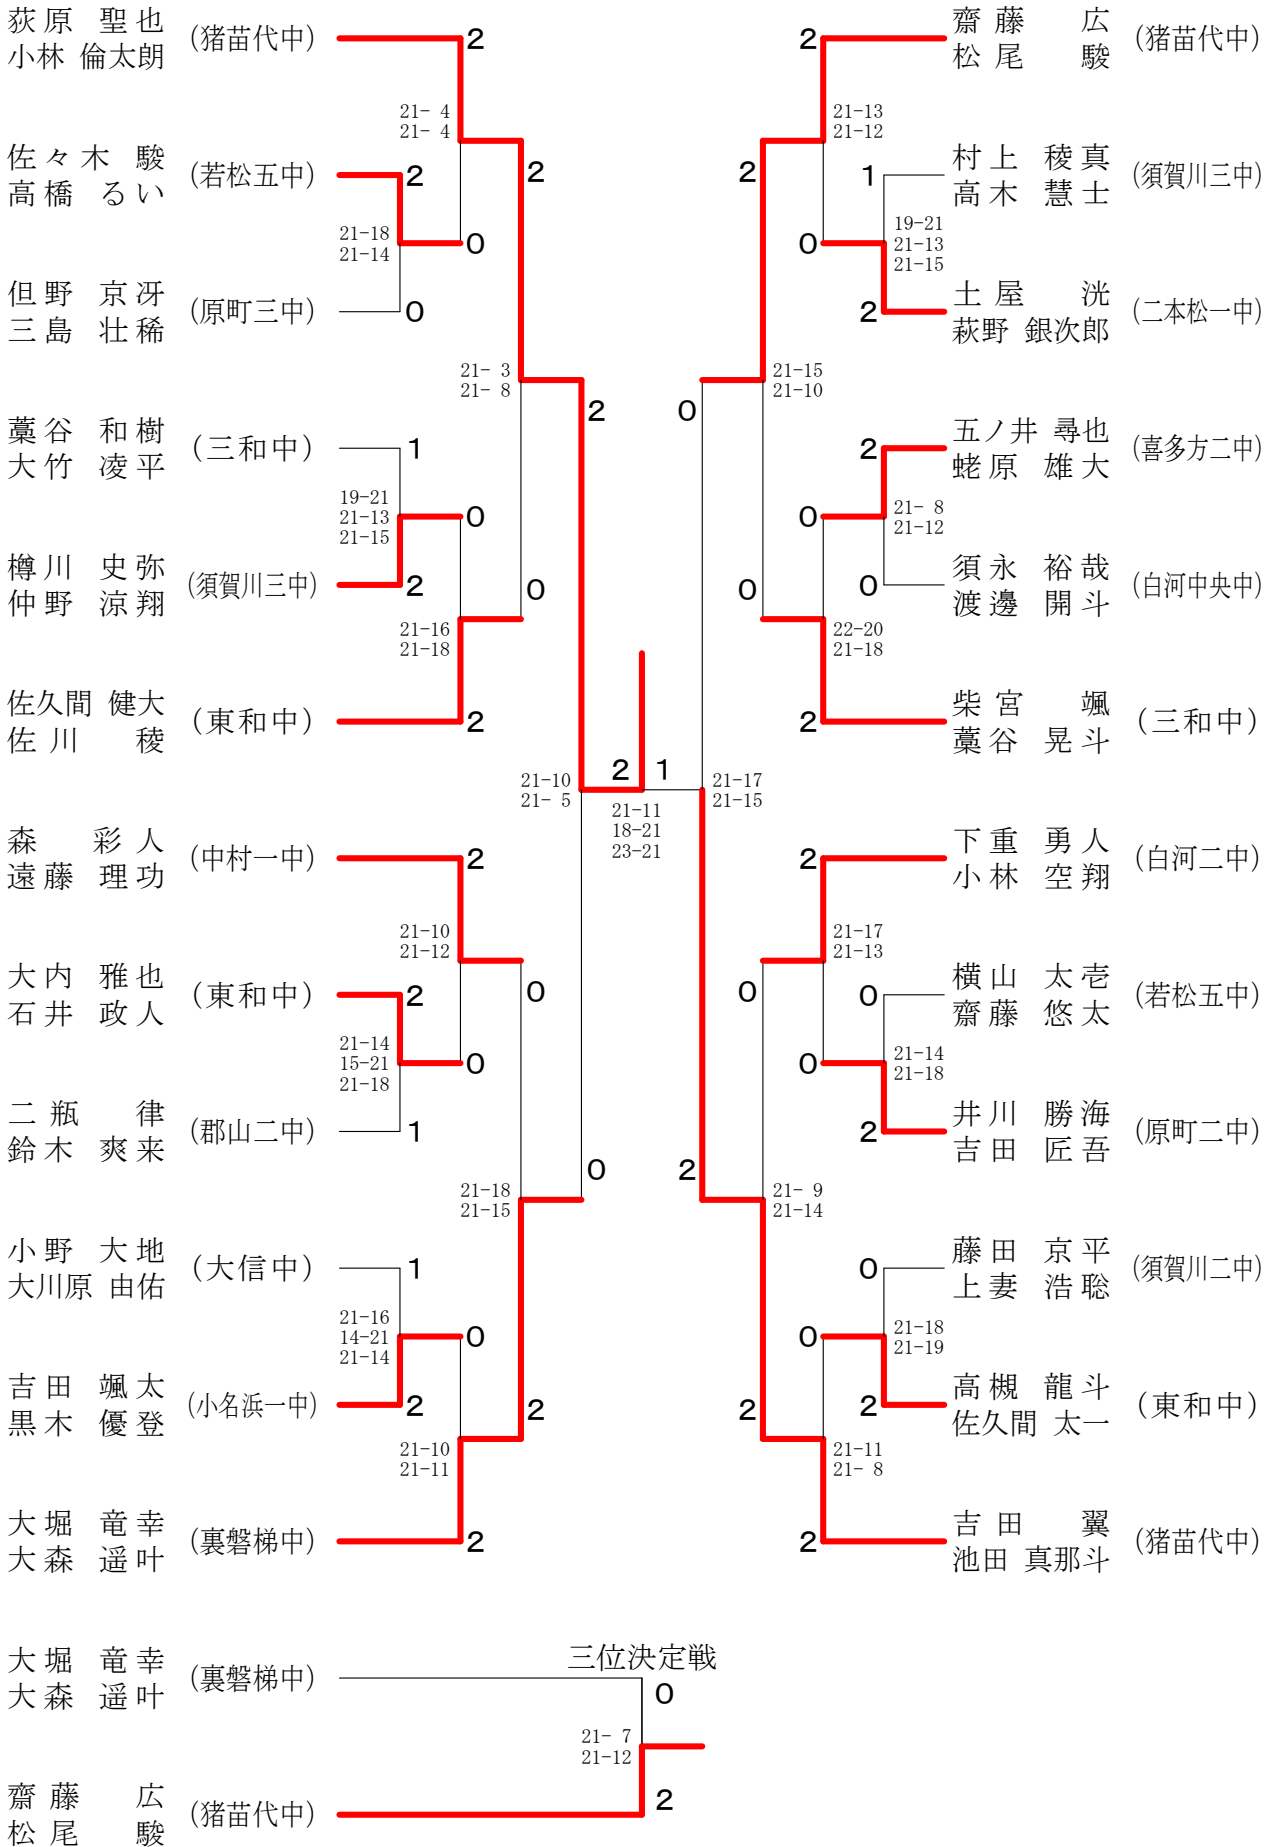 荻原 聖也
小林 倫太朗
(猪苗代中)
2
21- 4
21- 4
佐々木 駿
高橋 るい
(若松五中)
2
2
21-18
21-14
0
但野 京冴
三島 壮稀
(原町三中)
0
21- 3
21- 8
2
藁谷 和樹
大竹 凌平
(三和中)
1
19-21
21-13
21-15
0
樽川 史弥
仲野 涼翔
(須賀川三中)
2
0
21-16
21-18
佐久間 健大
佐川 稜
(東和中)
2
21-10
21- 5
森 彩人
遠藤 理功
(中村一中)
2
21-10
21-12
大内 雅也
石井 政人
(東和中)
2
0
21-14
15-21
21-18
0
二瓶 律
鈴木 爽来
(郡山二中)
1
21-18
21-15
0
小野 大地
大川原 由佑
(大信中)
1
21-16
14-21
21-14
0
吉田 颯太
黒木 優登
(小名浜一中)
2
2
21-10
21-11
大堀 竜幸
大森 遥叶
(裏磐梯中)
2
2 1
21-11
18-21
23-21
2
齋藤 広
松尾 駿
(猪苗代中)
21-13
21-12
2
1
村上 稜真
高木 慧士
(須賀川三中)
0
19-21
21-13
21-15
2
土屋 洸
萩野 銀次郎
(二本松一中)
0
21-15
21-10
2
五ノ井 尋也
蛯原 雄大
(喜多方二中)
0
21- 8
21-12
0
0
須永 裕哉
渡邊 開斗
(白河中央中)
22-20
21-18
2
柴宮 颯
藁谷 晃斗
(三和中)
21-17
21-15
2
下重 勇人
小林 空翔
(白河二中)
21-17
21-13
0
0
横山 太壱
齋藤 悠太
(若松五中)
0
21-14
21-18
2
井川 勝海
吉田 匠吾
(原町二中)
2
21- 9
21-14
0
藤田 京平
上妻 浩聡
(須賀川二中)
0
21-18
21-19
2
2
高槻 龍斗
佐久間 太一
(東和中)
21-11
21- 8
2
吉田 翼
池田 真那斗
(猪苗代中)
三位決定戦
大堀 竜幸
大森 遥叶
(裏磐梯中)
0
21- 7
21-12
齋藤 広
松尾 駿
(猪苗代中)
2